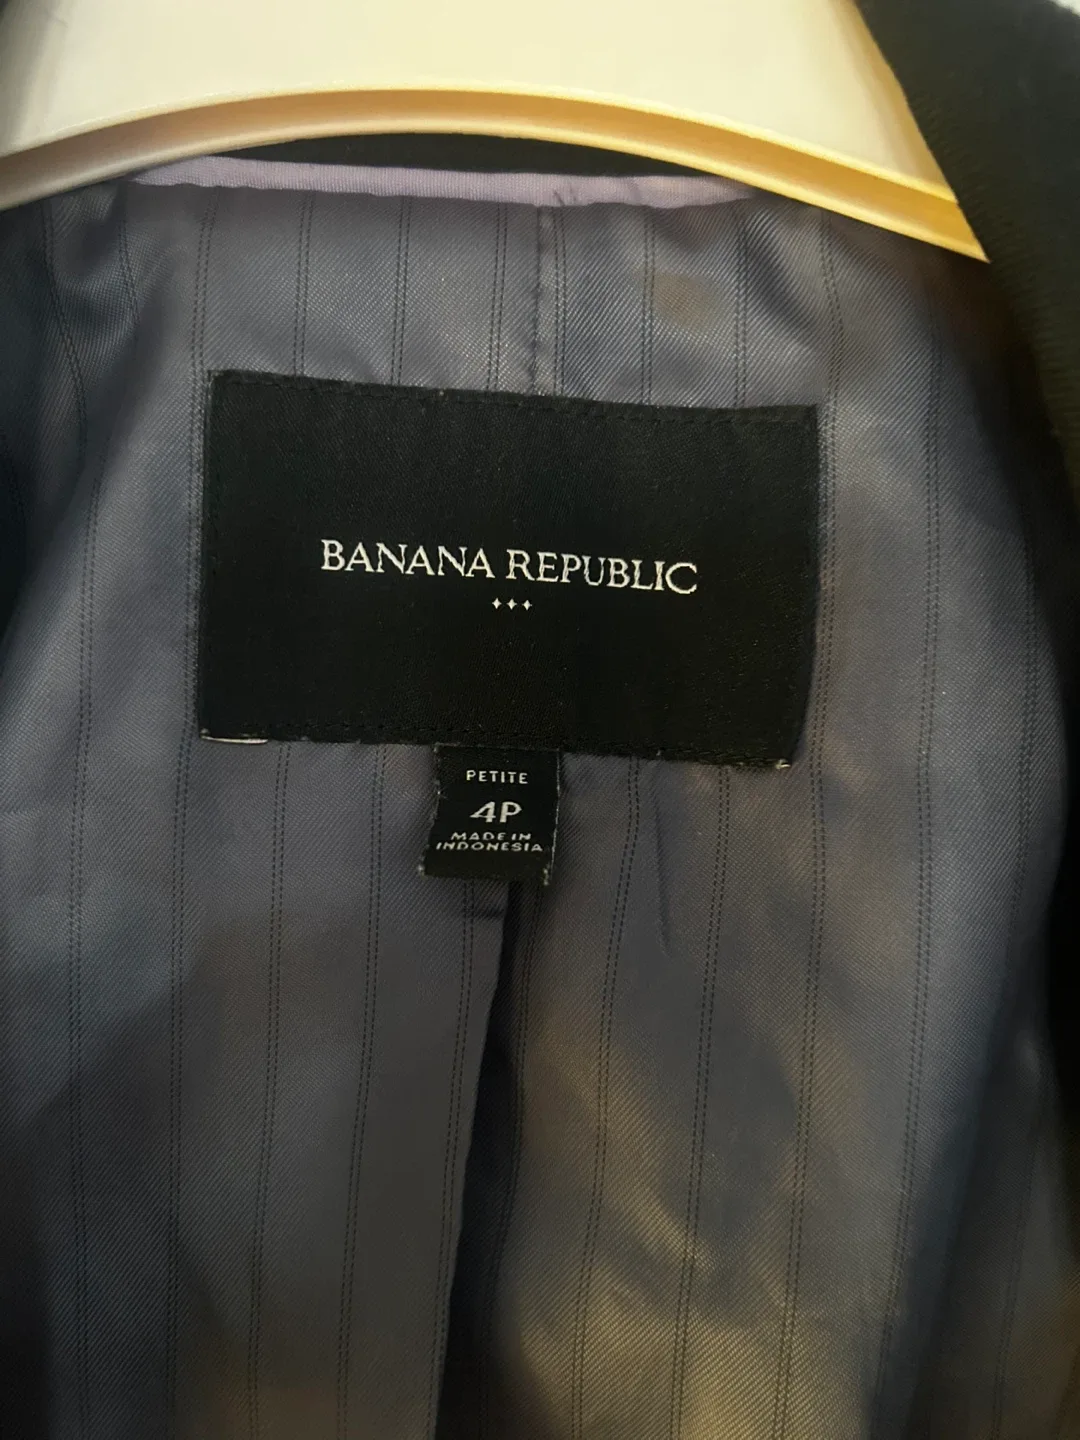 BANANA REPUBLIC
PETITE
4P
MADE IN
INDONESIA